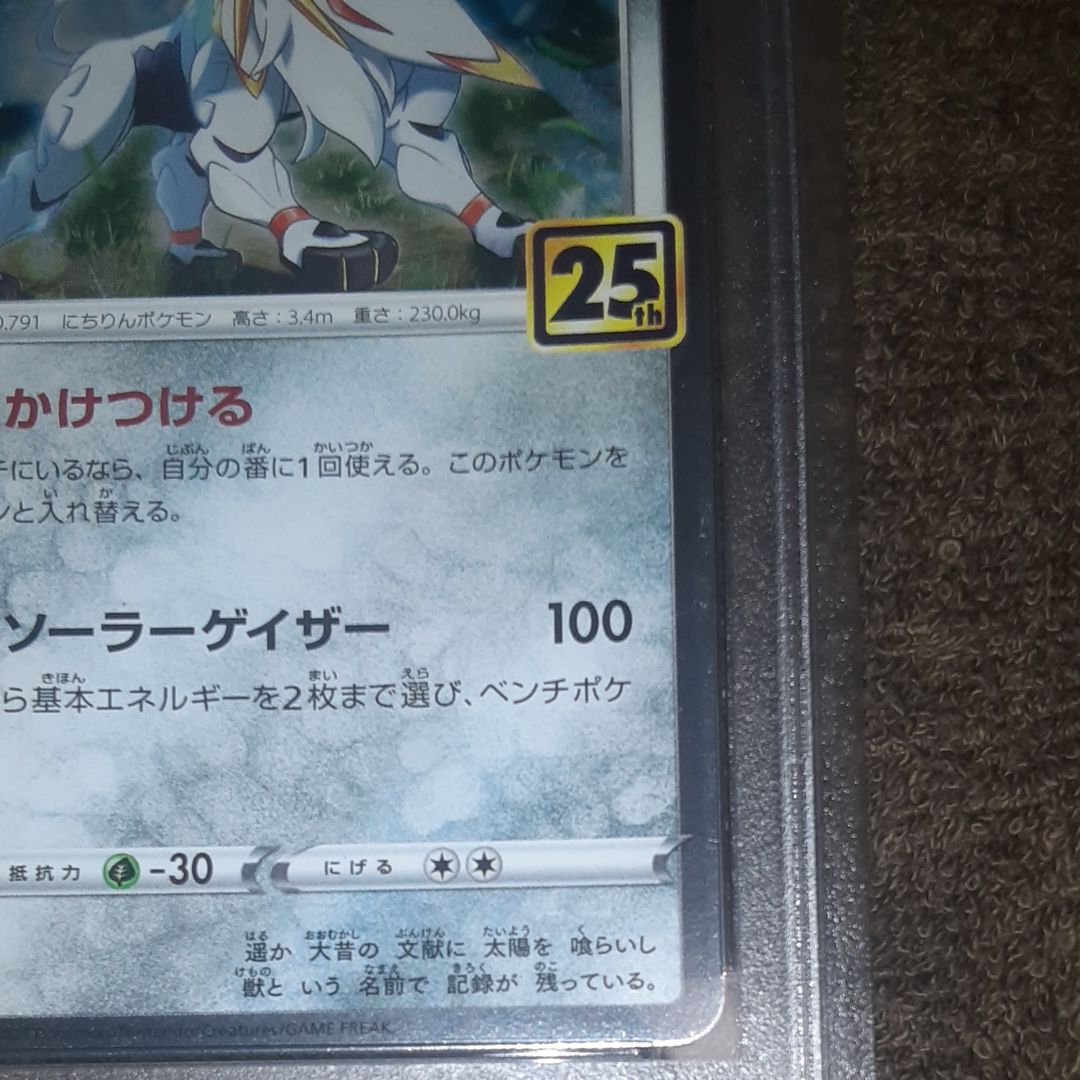 25th
0.791 にちりんポケモン 高さ：3.4m 重さ：230.0kg
かけつける
にいるなら、自分の番に1回使える。このポケモンを
ンと入れ替える。
ソーラーゲイザー 100
ら基本エネルギーを2枚まで選び、ベンチポケ
抵抗力 -30 にげる
遥か 大昔の 文献に 太陽を 喰らいし
獣と いう 名前で 記録が 残っている。
/Creatures/GAME FREAK.